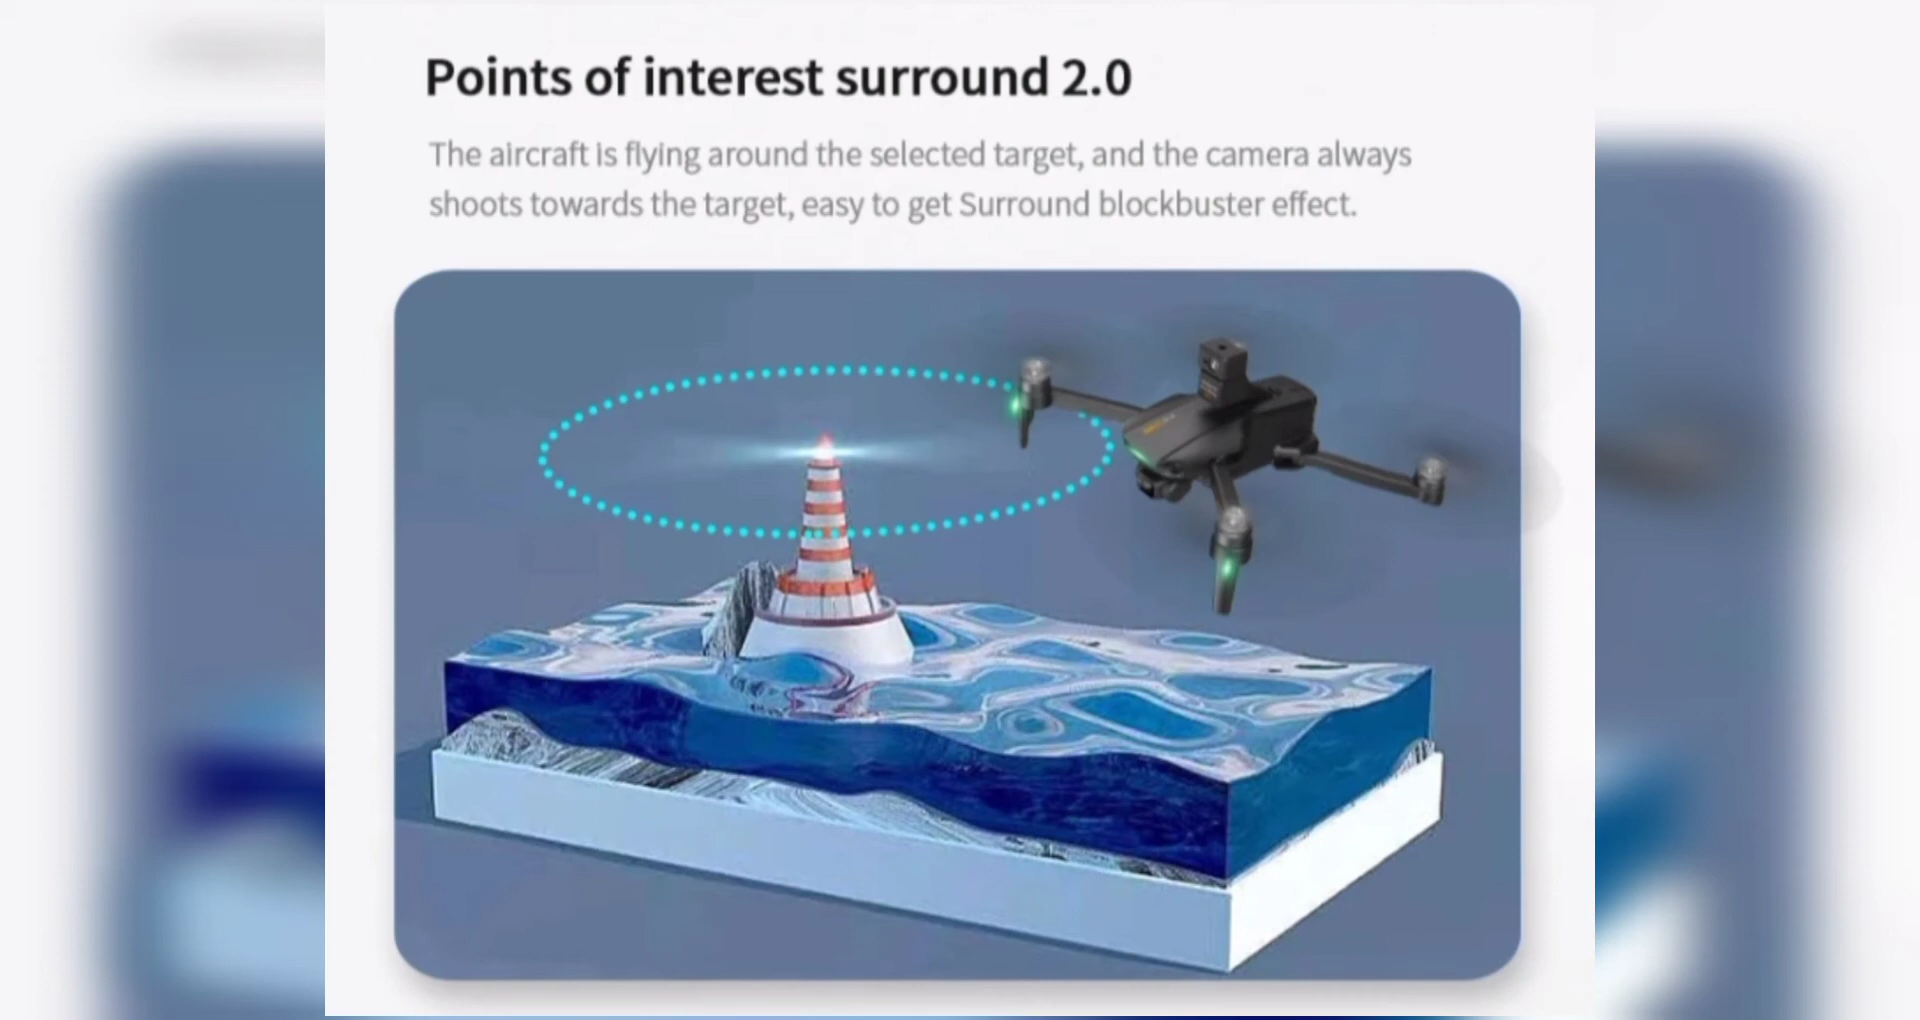 Points of interest surround 2.0
The aircraft is flying around the selected target, and the camera always
shoots towards the target, easy to get Surround blockbuster effect.